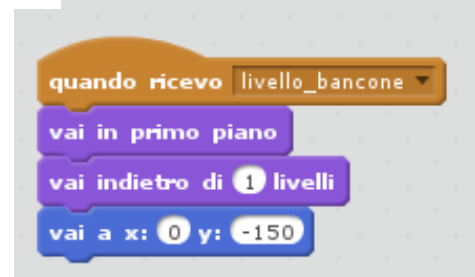 quando ricevo livello_bancone
vai in primo piano
vai indietro di 1 livelli
vai a x: 0 y: -150